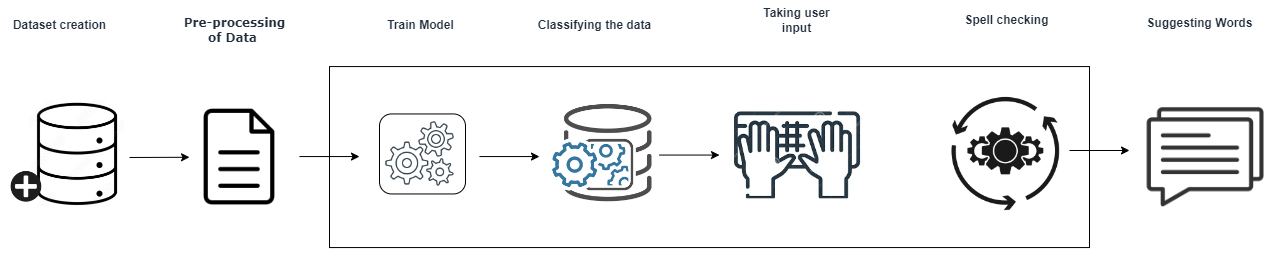 Dataset creation
Pre-processing
of Data
Train Model
Classifying the data
Taking user
input
Spell checking
Suggesting Words